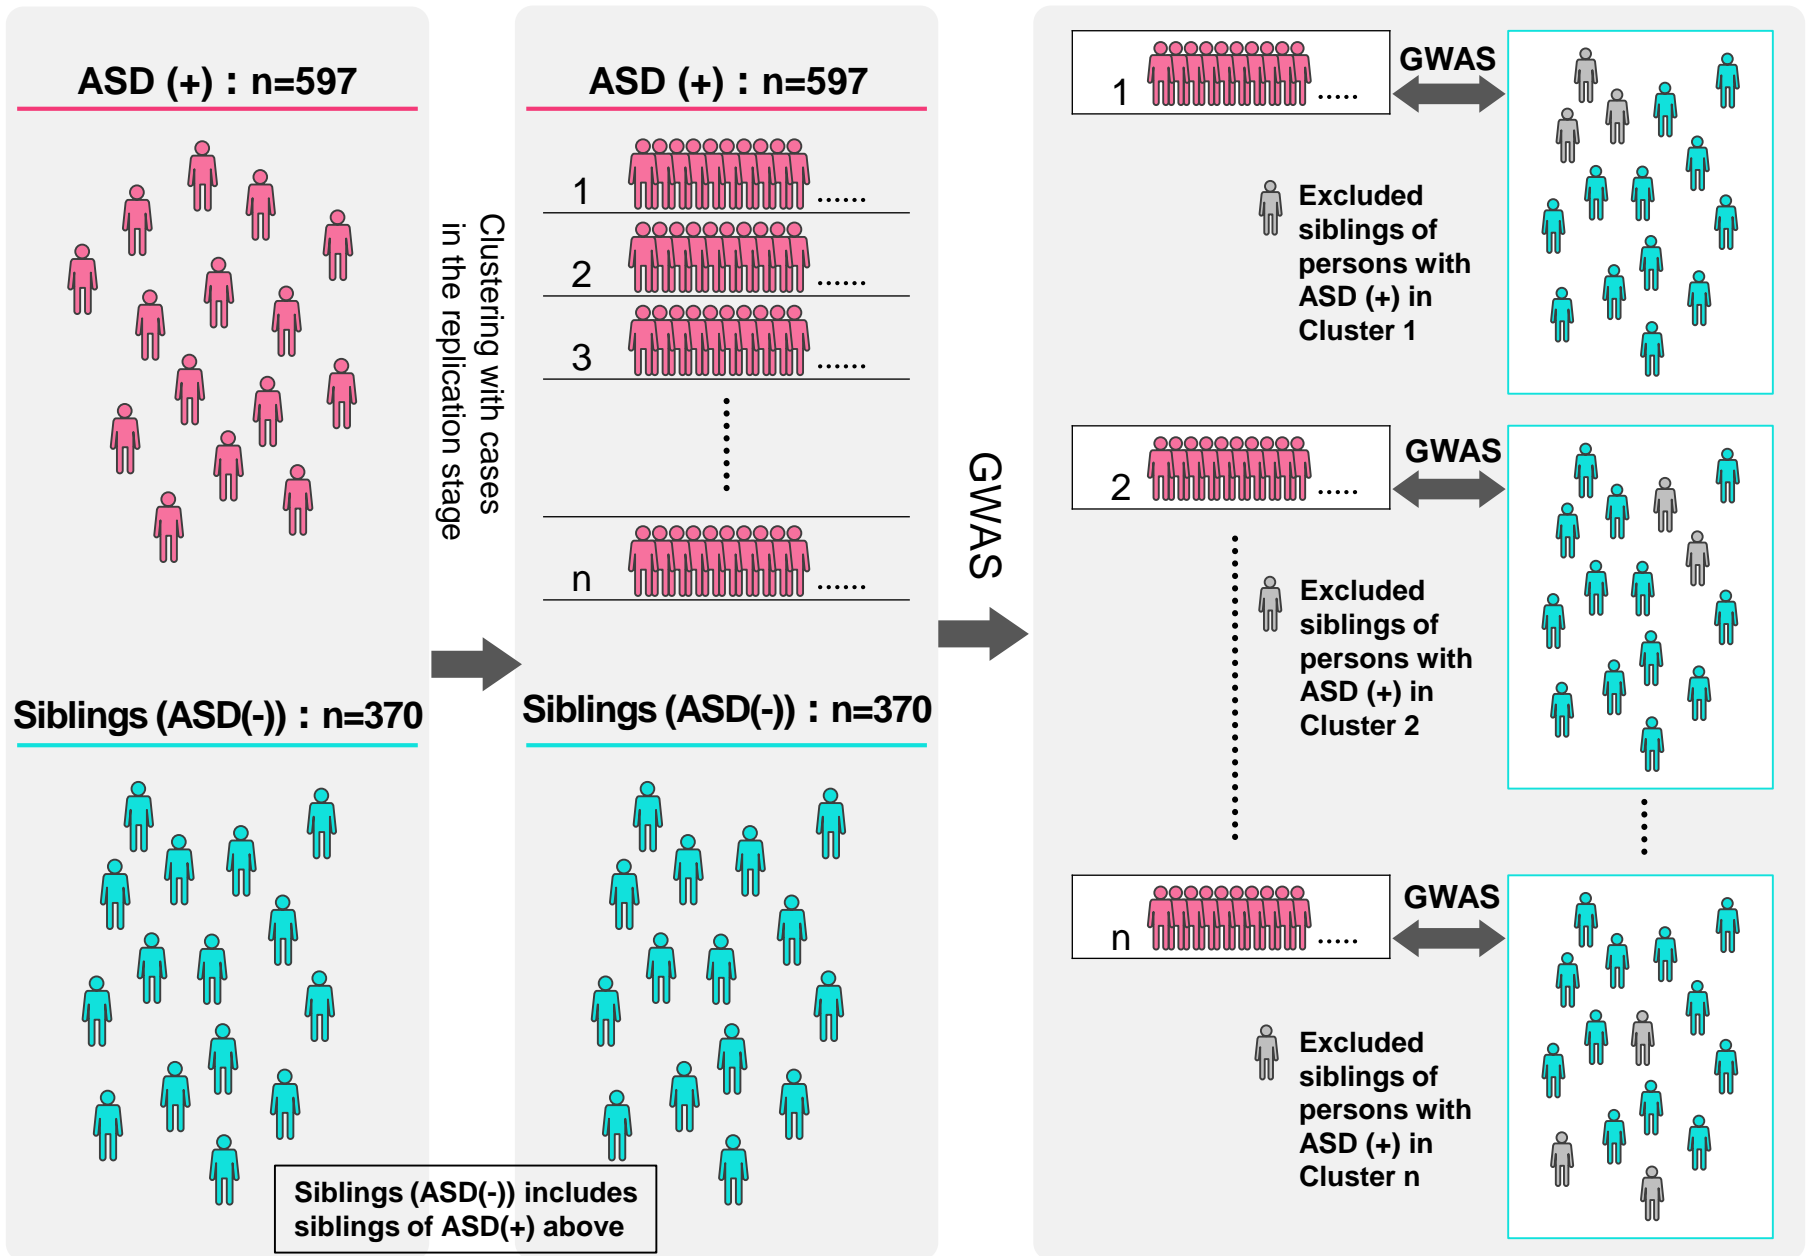 ASD (+) : n=597
Siblings (ASD(-)) : n=370
Clustering with cases
in the replication stage
ASD (+) : n=597
1 ......
2 ......
3 ......
n ......
Siblings (ASD(-)) : n=370
Siblings (ASD(-)) includes
siblings of ASD(+) above
GWAS
1 .....
GWAS
Excluded
siblings of
persons with
ASD (+) in
Cluster 1
2 .....
GWAS
Excluded
siblings of
persons with
ASD (+) in
Cluster 2
n .....
GWAS
Excluded
siblings of
persons with
ASD (+) in
Cluster n